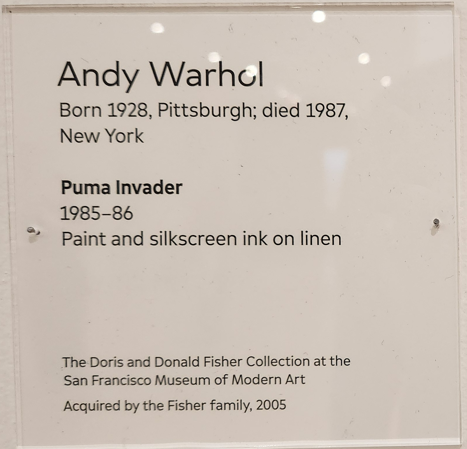 Andy Warhol
Born 1928, Pittsburgh; died 1987,
New York
Puma Invader
1985–86
Paint and silkscreen ink on linen
The Doris and Donald Fisher Collection at the
San Francisco Museum of Modern Art
Acquired by the Fisher family, 2005